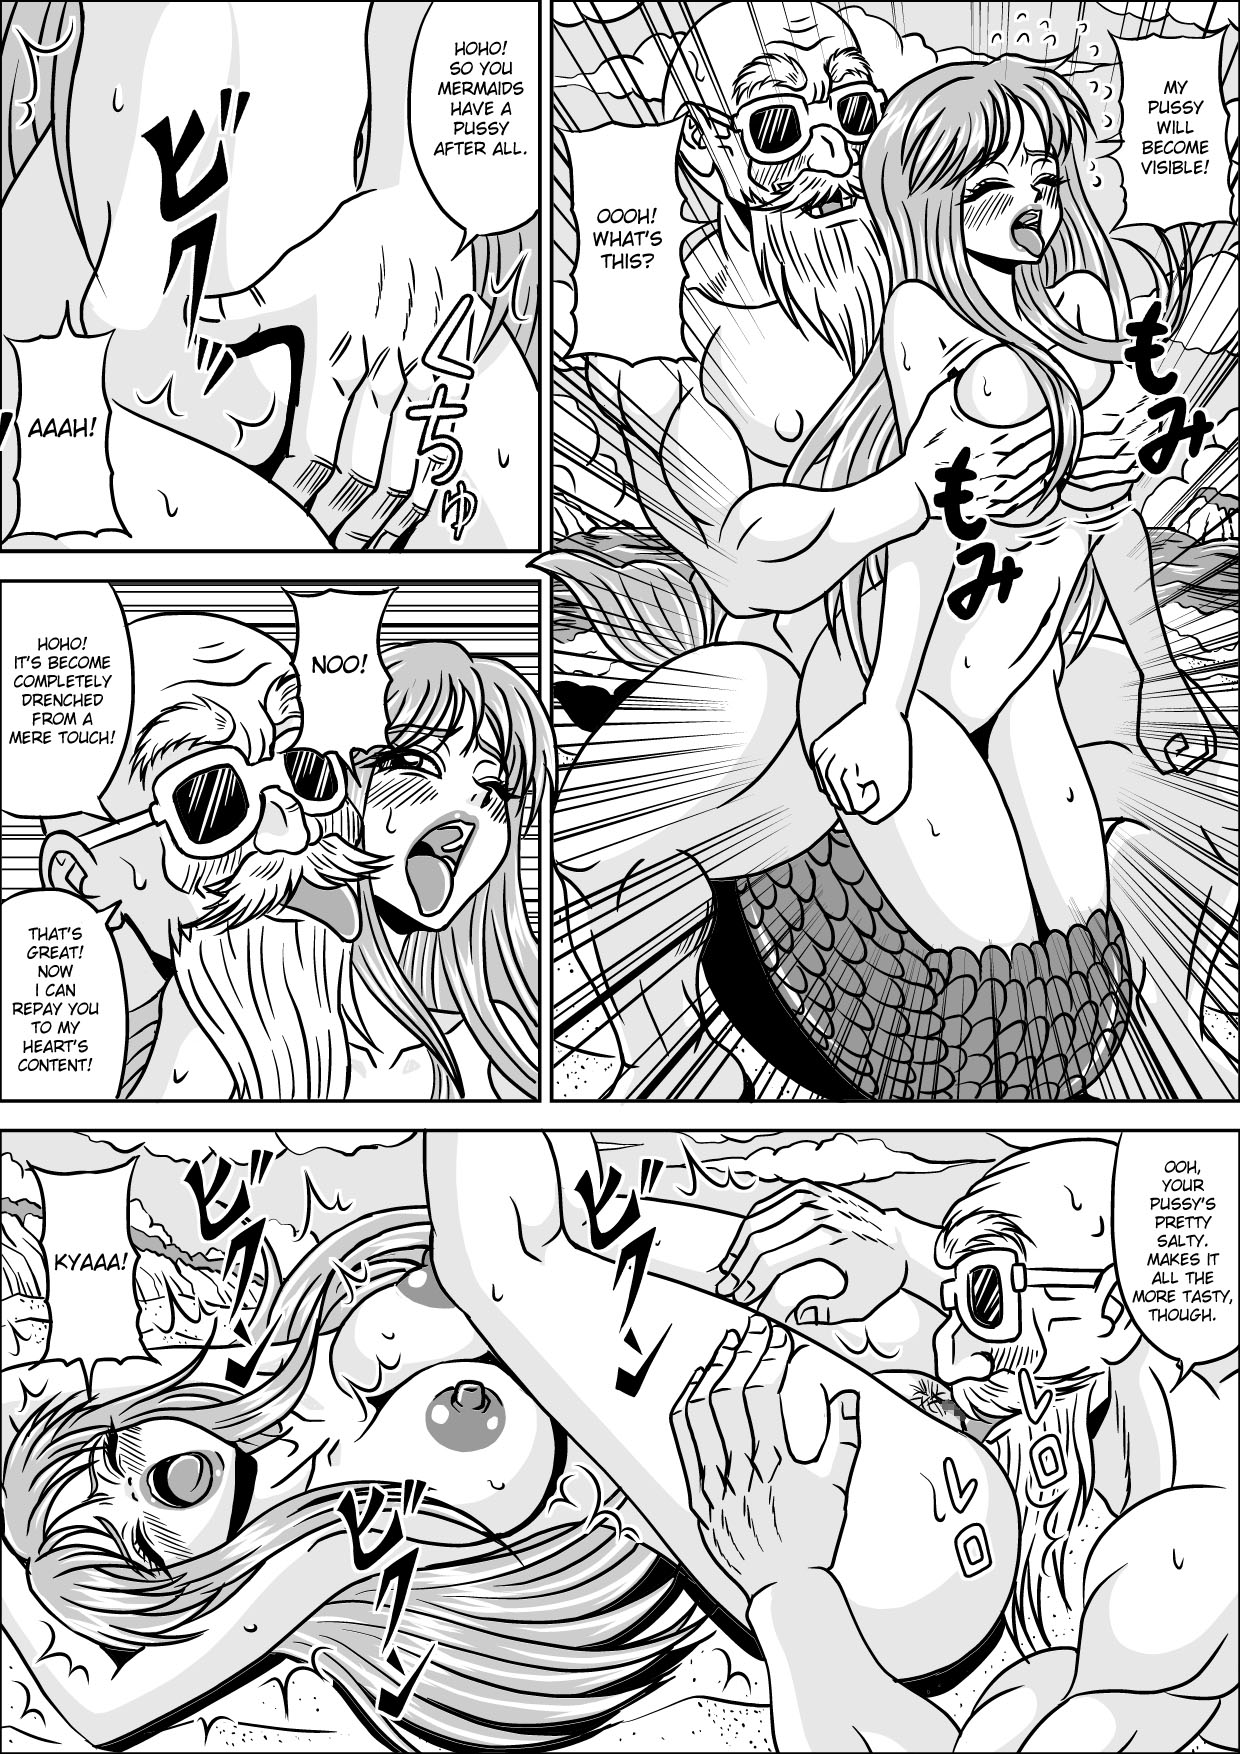 MY
PUSSY
WILL
BECOME
VISIBLE!
OOOH!
WHAT'S
THIS?
もみ
もみ
HOHO!
SO YOU
MERMAIDS
HAVE A
PUSSY
AFTER ALL.
ビクッ
くちゅ
AAAH!
NOO!
HOHO!
IT'S BECOME
COMPLETELY
DRENCHED
FROM A
MERE TOUCH!
THAT'S
GREAT!
NOW
I CAN
REPAY YOU
TO MY
HEART'S
CONTENT!
OOH,
YOUR
PUSSY'S
PRETTY
SALTY.
MAKES IT
ALL THE
MORE TASTY,
THOUGH.
レロ
レロ
ビクン
ビクン
ビクン
KYAAA!